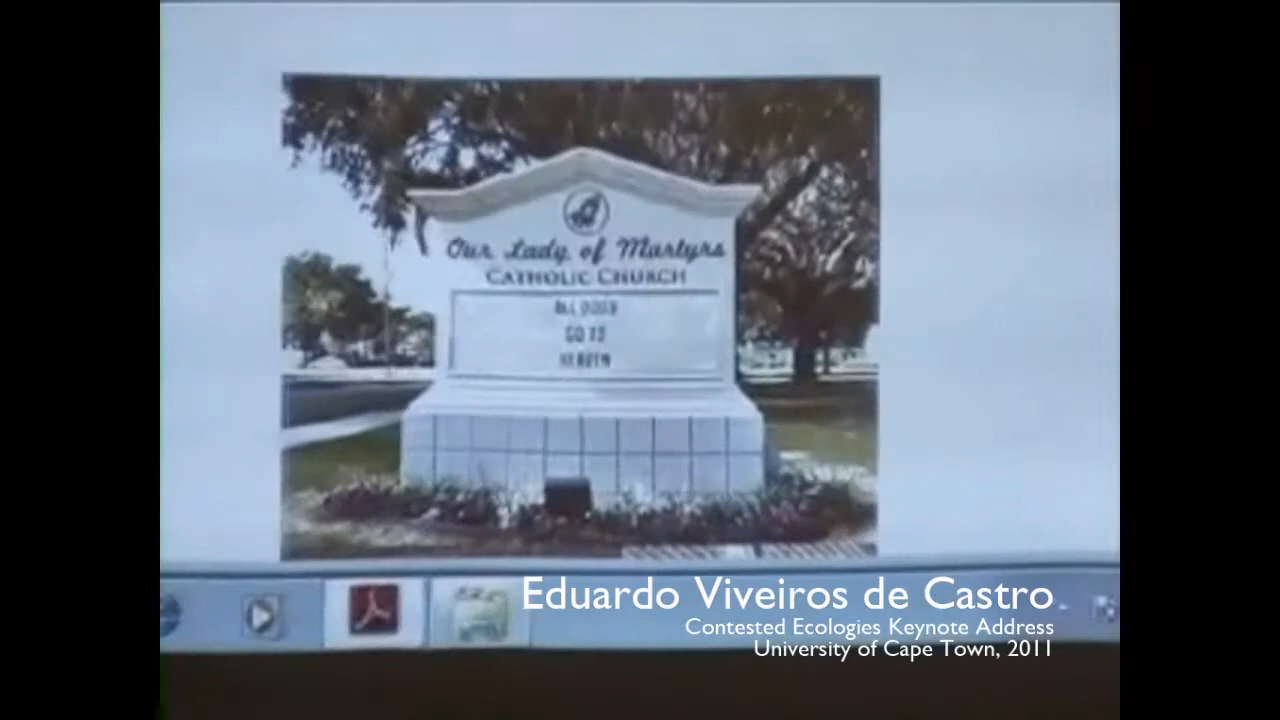 Our Lady of Martyrs
CATHOLIC CHURCH
ALL DOGS
GO TO
HEAVEN
Eduardo Viveiros de Castro
Contested Ecologies Keynote Address
University of Cape Town, 2011